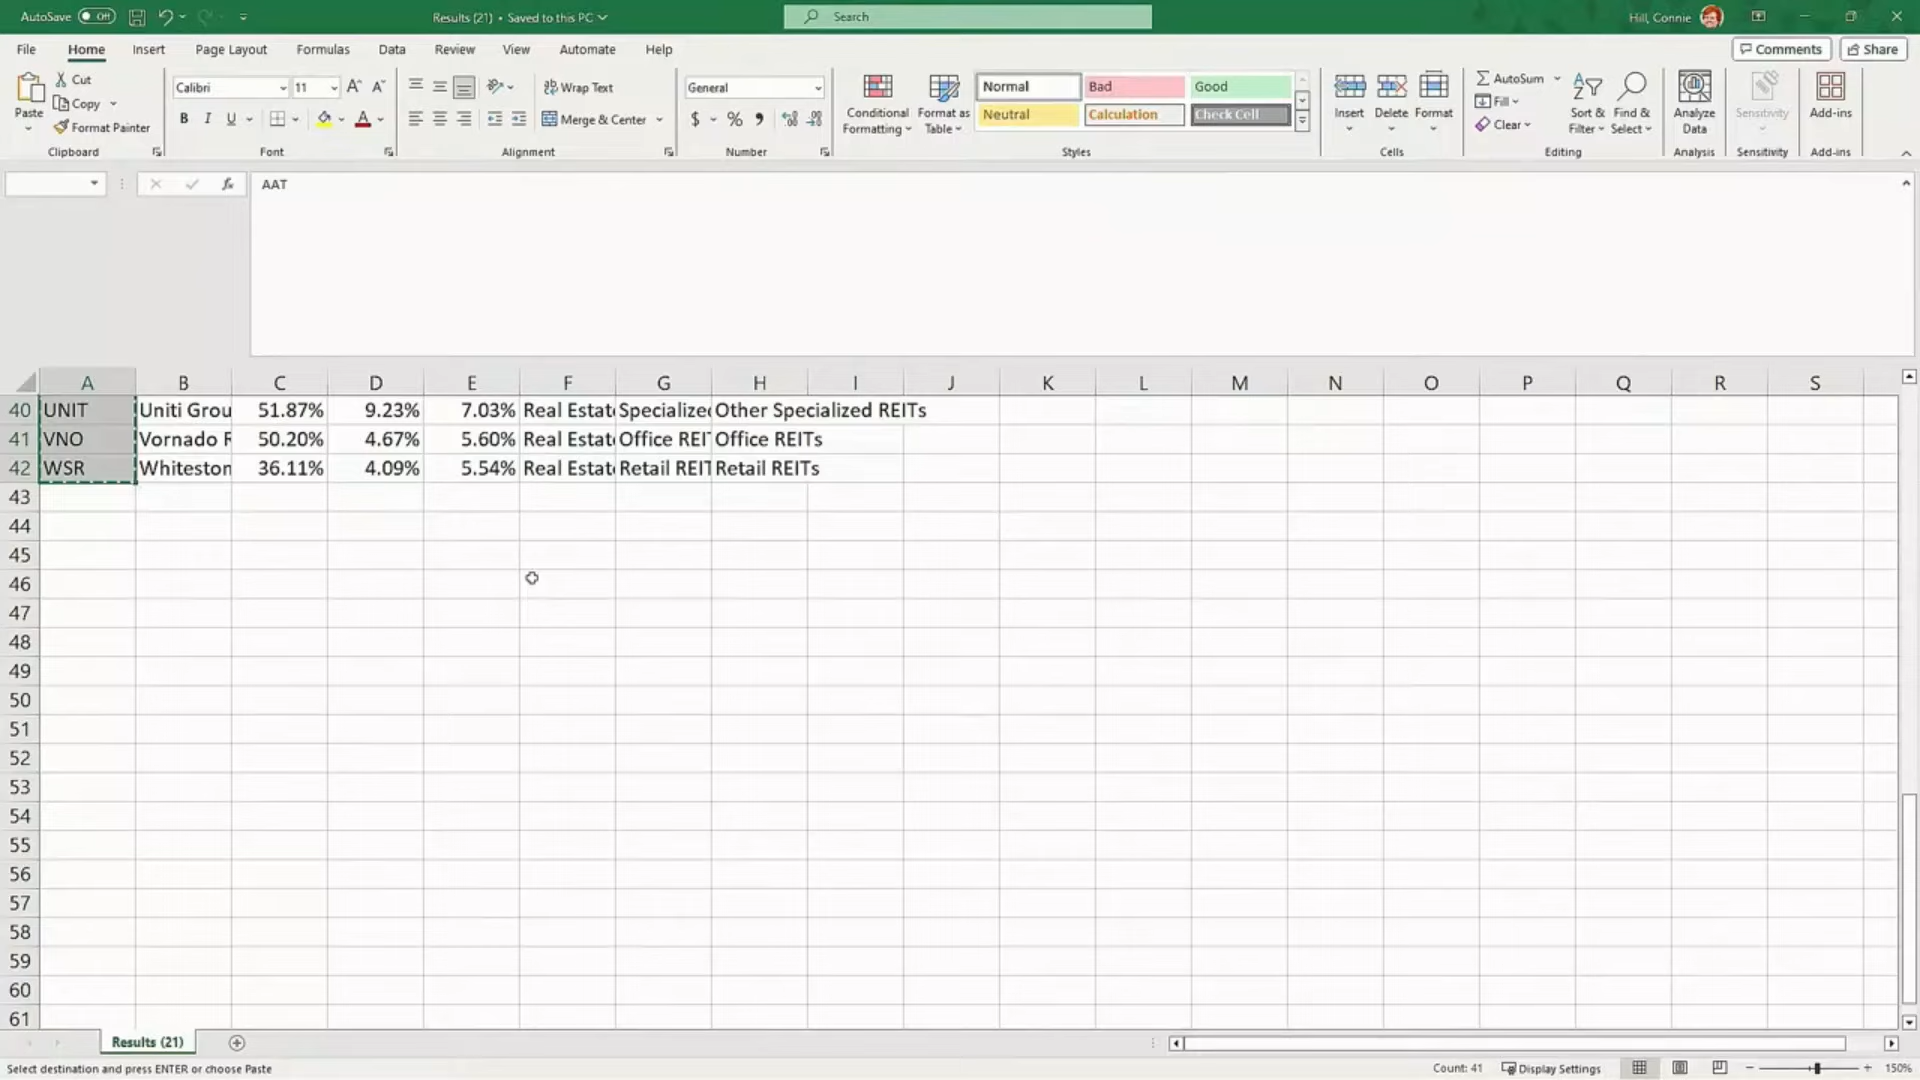 AutoSave Off Results (21) • Saved to this PC Search Hill, Connie
File Home Insert Page Layout Formulas Data Review View Automate Help Comments Share
Paste Cut Copy Format Painter Clipboard
Calibri 11 B I U A Font
Wrap Text Merge & Center Alignment
General $ % Number
Conditional Formatting Format as Table Normal Bad Good Neutral Calculation Check Cell Styles
Insert Delete Format Cells
AutoSum Fill Clear Sort & Filter Find & Select Editing
Analyze Data Analysis
Sensitivity Sensitivity
Add-ins Add-ins
fx AAT
A B C D E F G H I J K L M N O P Q R S
40 UNIT Uniti Grou 51.87% 9.23% 7.03% Real Estat Specialize Other Specialized REITs
41 VNO Vornado R 50.20% 4.67% 5.60% Real Estat Office REI Office REITs
42 WSR Whiteston 36.11% 4.09% 5.54% Real Estat Retail REIT Retail REITs
43
44
45
46
47
48
49
50
51
52
53
54
55
56
57
58
59
60
61
Results (21)
Select destination and press ENTER or choose Paste Count: 41 Display Settings 150%